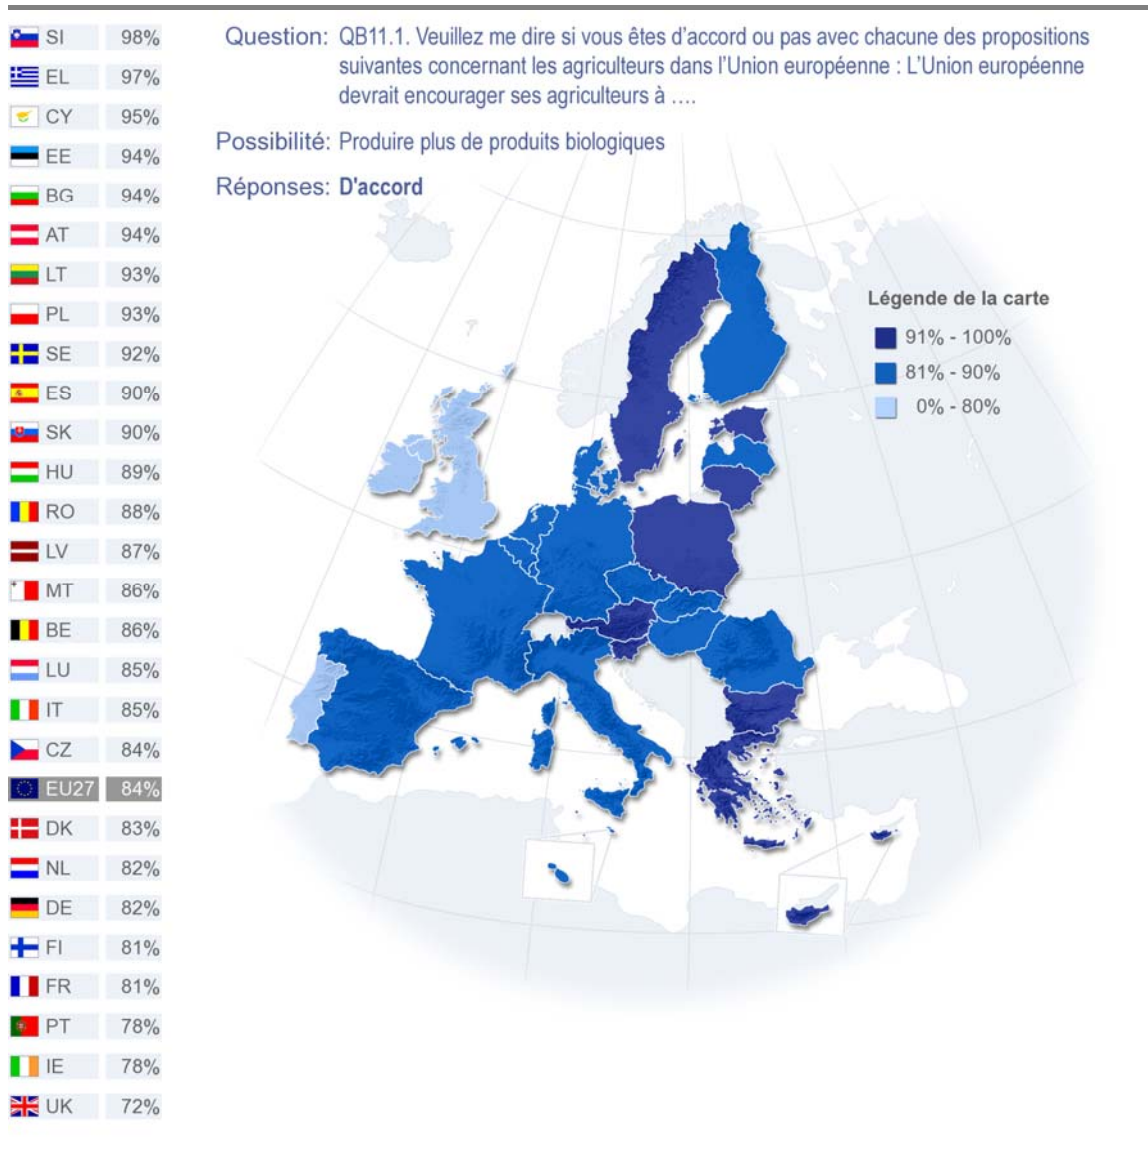 SI 98%
EL 97%
CY 95%
EE 94%
BG 94%
AT 94%
LT 93%
PL 93%
SE 92%
ES 90%
SK 90%
HU 89%
RO 88%
LV 87%
MT 86%
BE 86%
LU 85%
IT 85%
CZ 84%
EU27 84%
DK 83%
NL 82%
DE 82%
FI 81%
FR 81%
PT 78%
IE 78%
UK 72%
Question: QB11.1. Veuillez me dire si vous êtes d'accord ou pas avec chacune des propositions
suivantes concernant les agriculteurs dans l'Union européenne : L'Union européenne
devrait encourager ses agriculteurs à ….
Possibilité: Produire plus de produits biologiques
Réponses: D'accord
Légende de la carte
91% - 100%
81% - 90%
0% - 80%